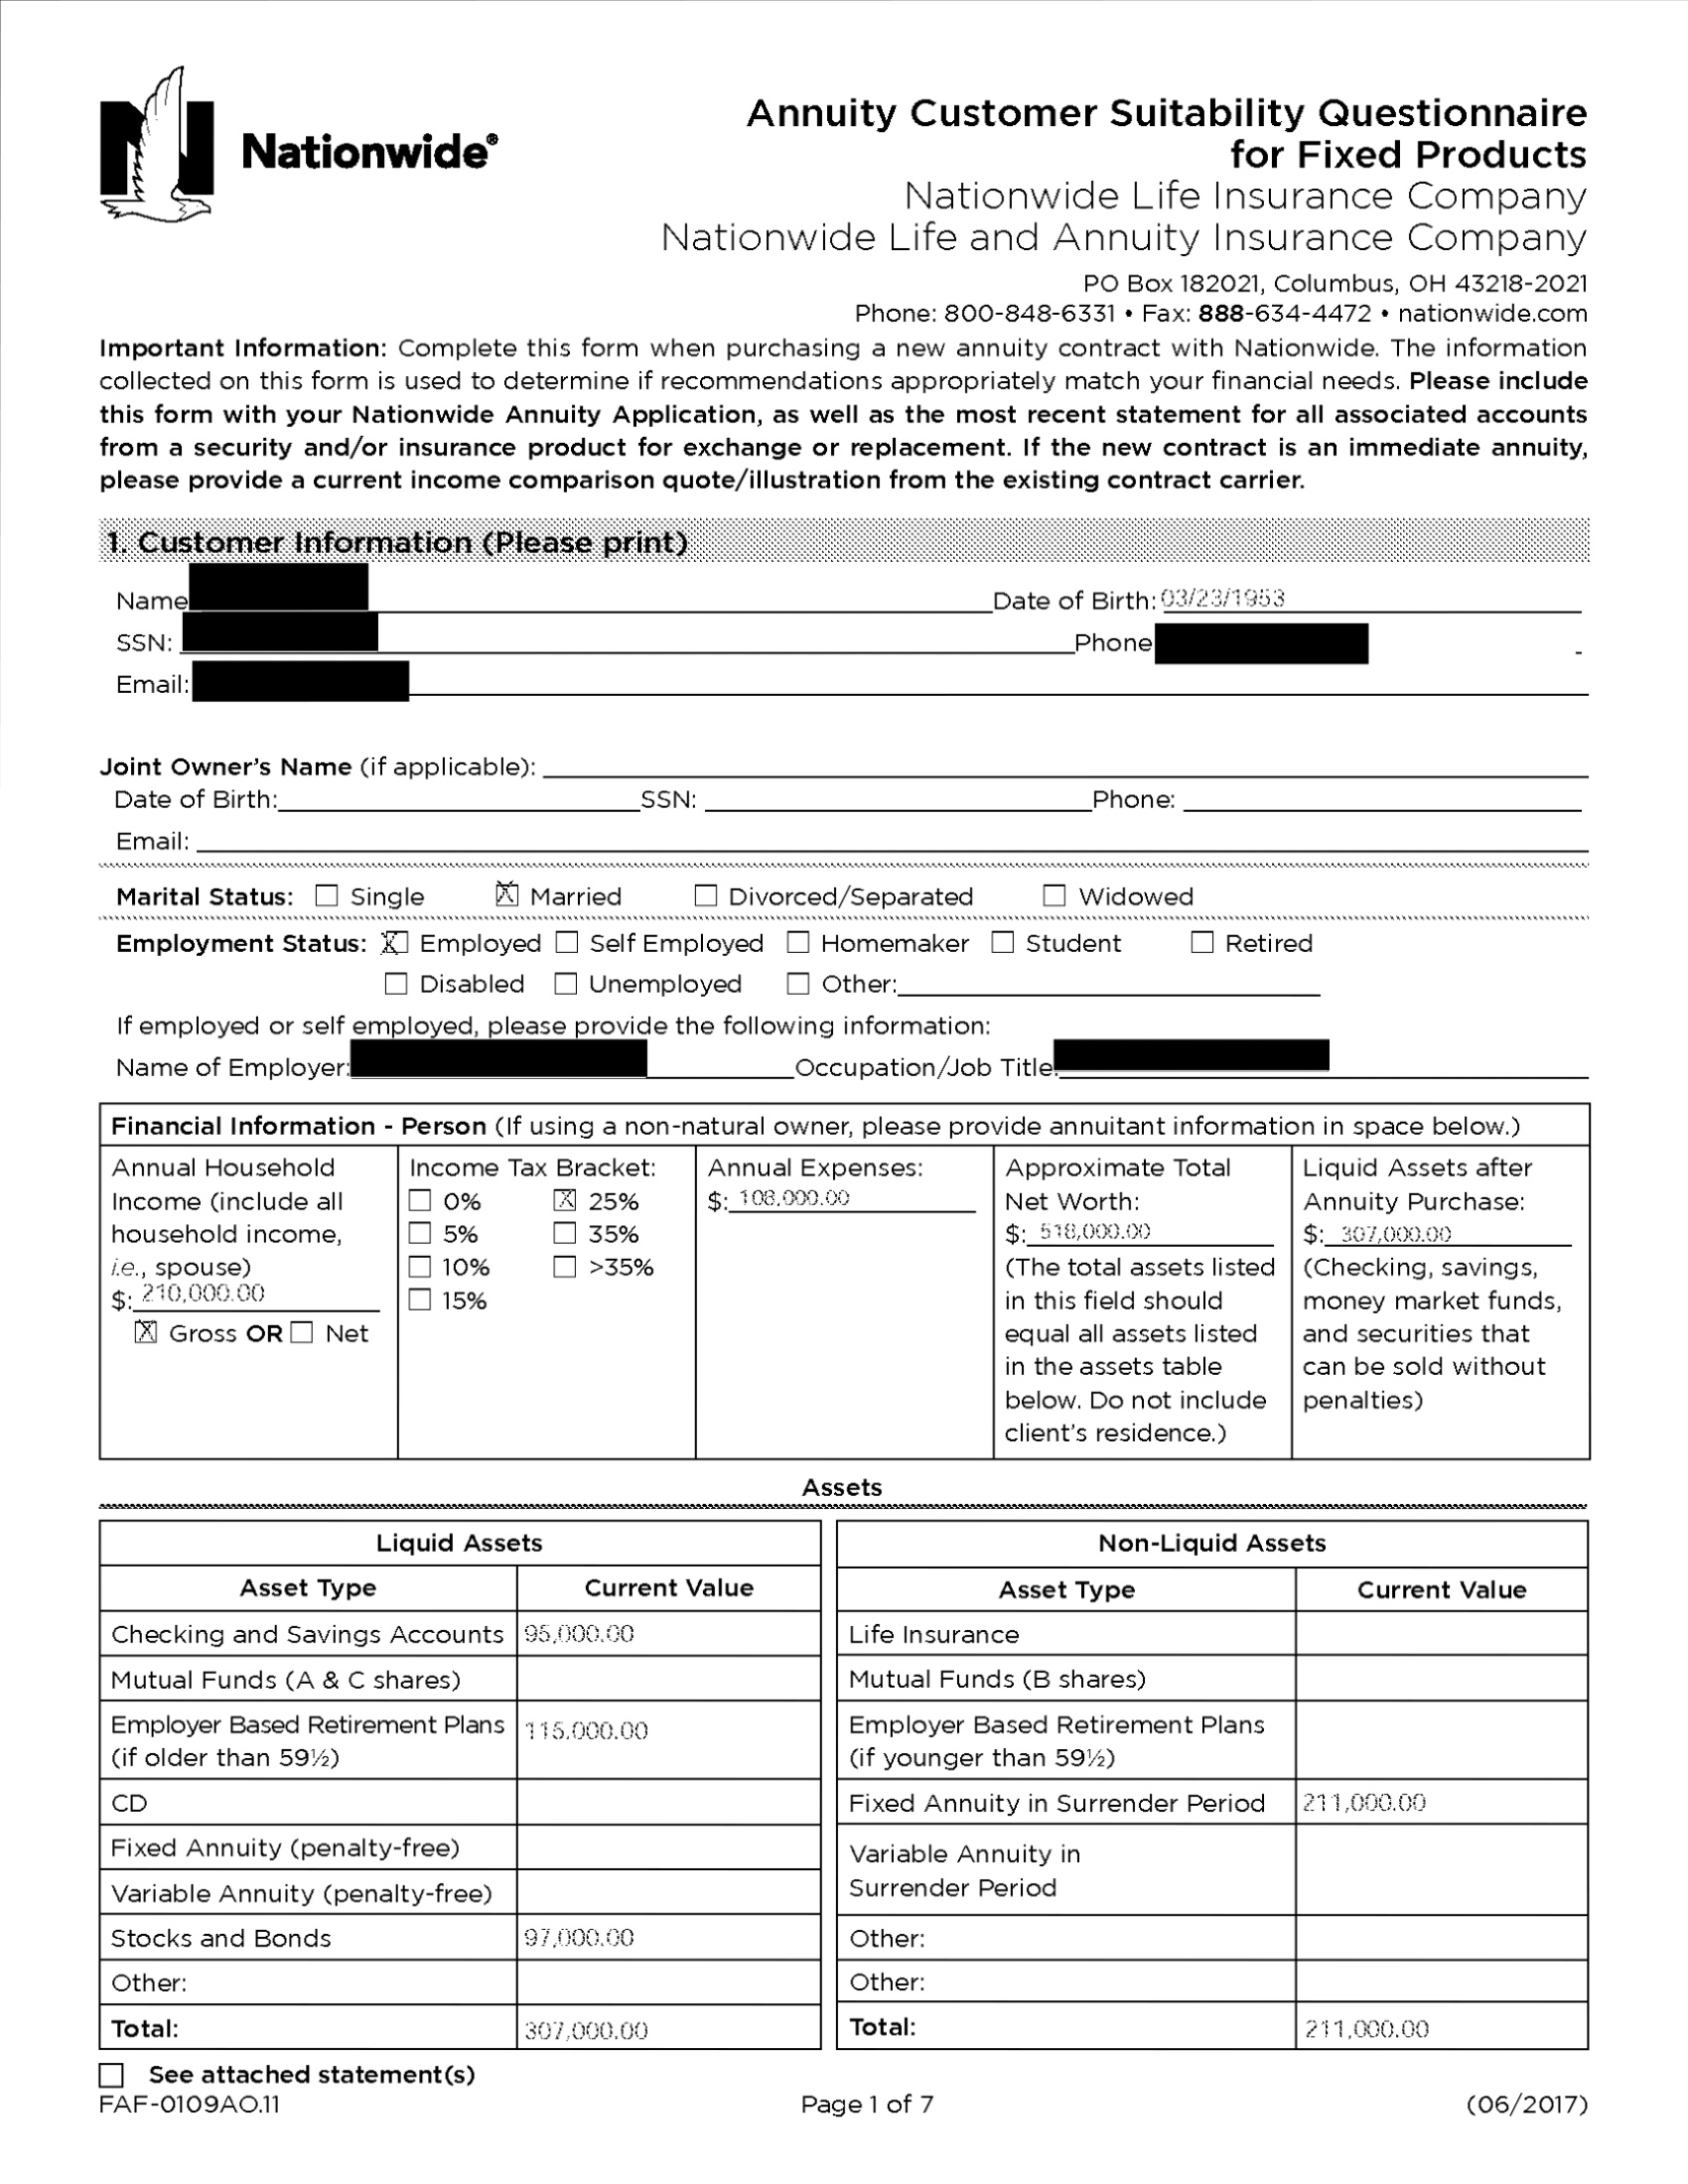 Nationwide®
Annuity Customer Suitability Questionnaire
for Fixed Products
Nationwide Life Insurance Company
Nationwide Life and Annuity Insurance Company
PO Box 182021, Columbus, OH 43218-2021
Phone: 800-848-6331 • Fax: 888-634-4472 • nationwide.com
Important Information: Complete this form when purchasing a new annuity contract with Nationwide. The information
collected on this form is used to determine if recommendations appropriately match your financial needs. Please include
this form with your Nationwide Annuity Application, as well as the most recent statement for all associated accounts
from a security and/or insurance product for exchange or replacement. If the new contract is an immediate annuity,
please provide a current income comparison quote/illustration from the existing contract carrier.
1. Customer Information (Please print)
Name Date of Birth: 03/23/1953
SSN: Phone
Email:
Joint Owner's Name (if applicable):
Date of Birth: SSN: Phone:
Email:
Marital Status: Single X Married Divorced/Separated Widowed
Employment Status: X Employed Self Employed Homemaker Student Retired
Disabled Unemployed Other:
If employed or self employed, please provide the following information:
Name of Employer: Occupation/Job Title:
Financial Information - Person (If using a non-natural owner, please provide annuitant information in space below.)
Annual Household
Income (include all
household income,
i.e., spouse)
$: 210,000.00
X Gross OR Net
Income Tax Bracket:
0% X 25%
5% 35%
10% >35%
15%
Annual Expenses:
$: 108,000.00
Approximate Total
Net Worth:
$: 518,000.00
(The total assets listed
in this field should
equal all assets listed
in the assets table
below. Do not include
client's residence.)
Liquid Assets after
Annuity Purchase:
$: 307,000.00
(Checking, savings,
money market funds,
and securities that
can be sold without
penalties)
Assets
Liquid Assets
Asset Type Current Value
Checking and Savings Accounts 95,000.00
Mutual Funds (A & C shares)
Employer Based Retirement Plans
(if older than 59½) 115,000.00
CD
Fixed Annuity (penalty-free)
Variable Annuity (penalty-free)
Stocks and Bonds 97,000.00
Other:
Total: 307,000.00
Non-Liquid Assets
Asset Type Current Value
Life Insurance
Mutual Funds (B shares)
Employer Based Retirement Plans
(if younger than 59½)
Fixed Annuity in Surrender Period 211,000.00
Variable Annuity in
Surrender Period
Other:
Other:
Total: 211,000.00
See attached statement(s)
FAF-0109AO.11 Page 1 of 7 (06/2017)